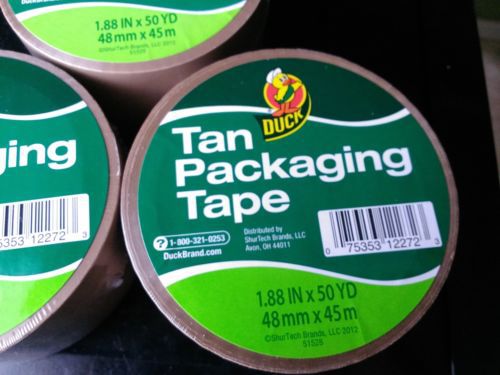 1.88 IN x 50 YD
48 mm x 45 m
©ShurTech Brands, LLC 2012
51528
ging
75353 12272 3
DUCK
Tan
Packaging
Tape
? 1-800-321-0253
DuckBrand.com
Distributed by
ShurTech Brands, LLC
Avon, OH 44011
0 75353 12272 3
1.88 IN x 50 YD
48 mm x 45 m
©ShurTech Brands, LLC 2012
51528